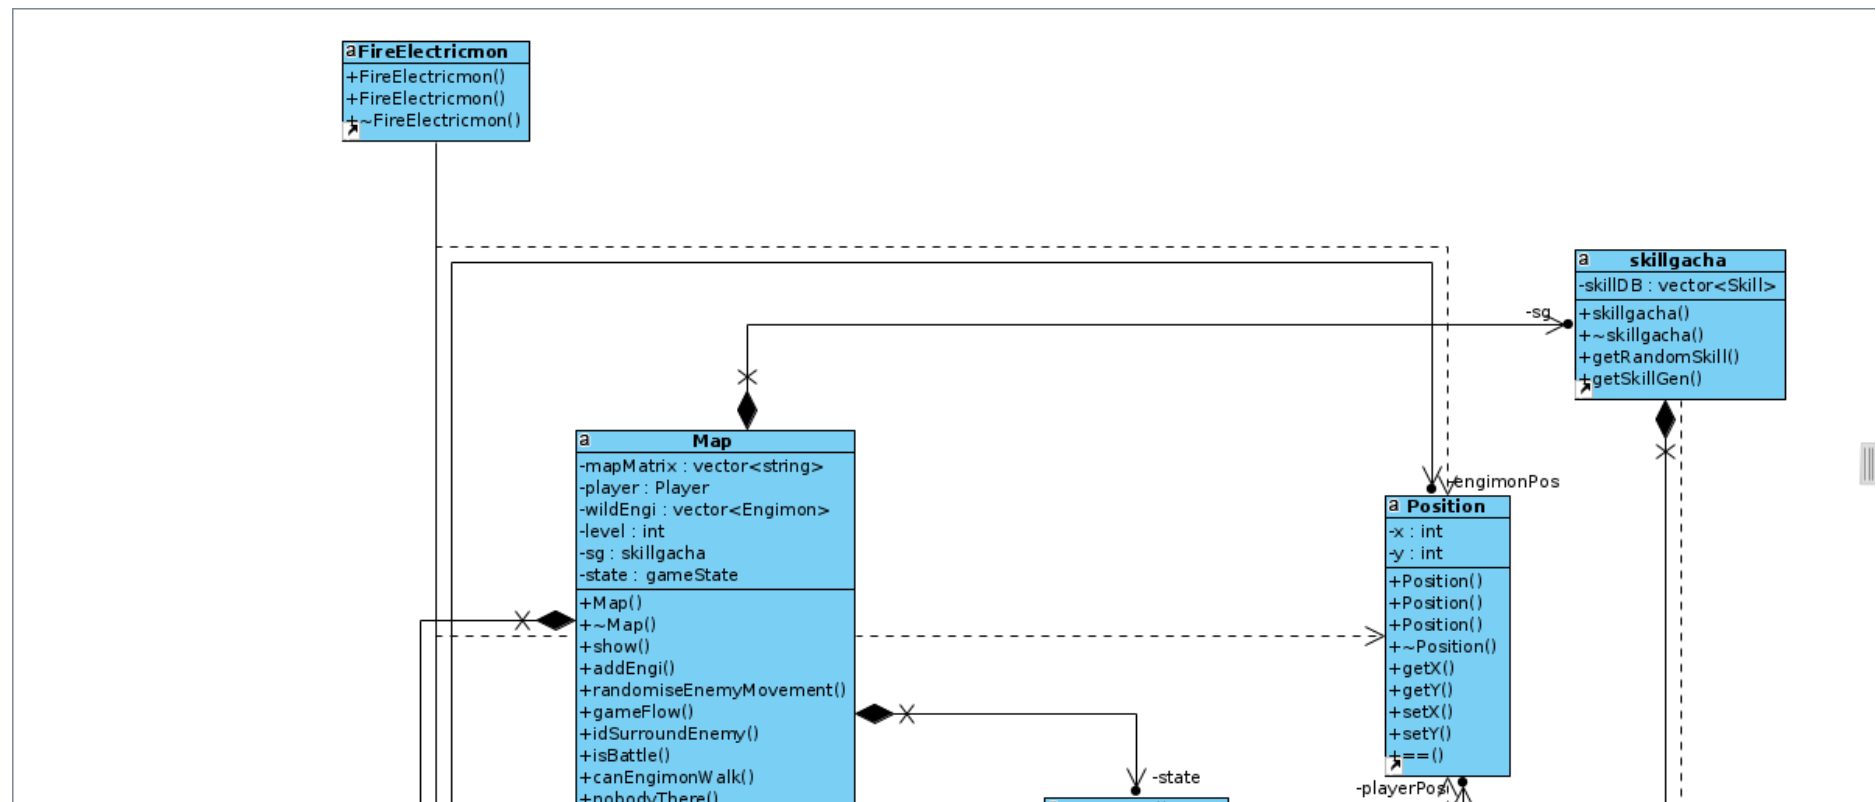 a FireElectricmon
+FireElectricmon()
+FireElectricmon()
+~FireElectricmon()
a skillgacha
-skillDB : vector<Skill>
+skillgacha()
+~skillgacha()
+getRandomSkill()
+getSkillGen()
-sg
a Map
-mapMatrix : vector<string>
-player : Player
-wildEngi : vector<Engimon>
-level : int
-sg : skillgacha
-state : gameState
+Map()
+~Map()
+show()
+addEngi()
+randomiseEnemyMovement()
+gameFlow()
+idSurroundEnemy()
+isBattle()
+canEngimonWalk()
+nobodyThere()
-engimonPos
a Position
-x : int
-y : int
+Position()
+Position()
+Position()
+~Position()
+getX()
+getY()
+setX()
+setY()
+==()
-state
-playerPos